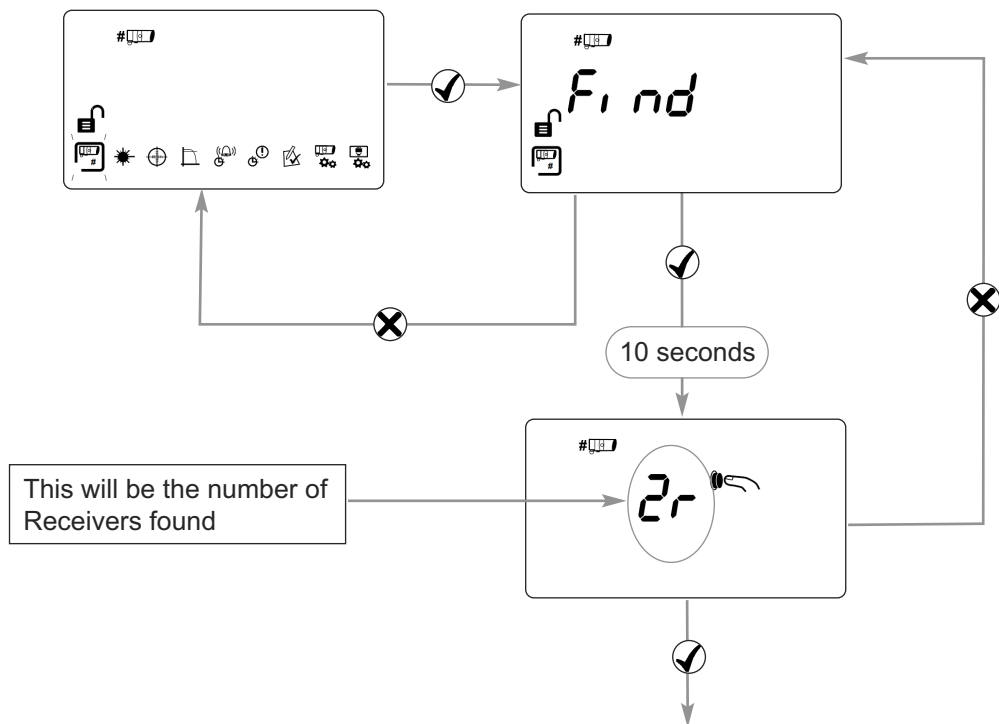 #
#
Find
#
#
10 seconds
#
2r
This will be the number of
Receivers found